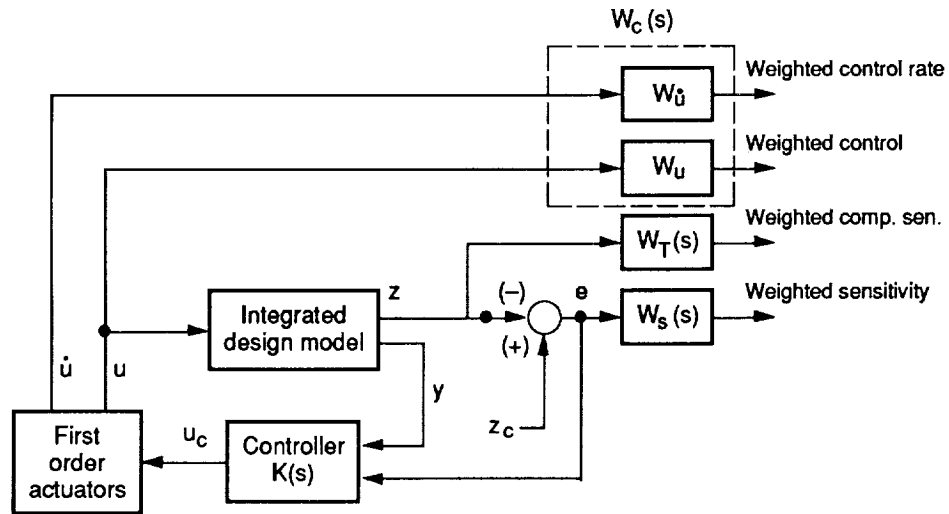 W_c(s)
Weighted control rate
W_u̇
Weighted control
W_u
Weighted comp. sen.
W_T(s)
Weighted sensitivity
W_s(s)
z
(–)
e
(+)
z_c
Integrated
design model
y
u̇
u
u_c
Controller
K(s)
First
order
actuators